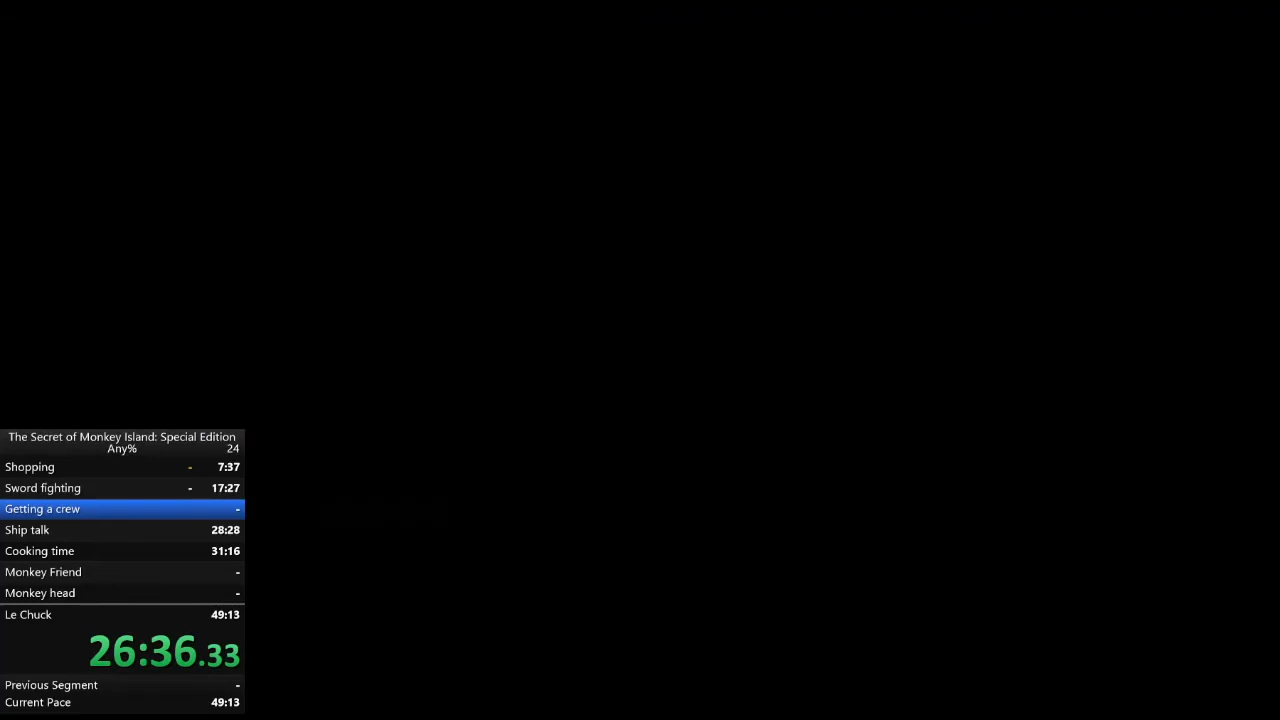 The Secret of Monkey Island: Special Edition
Any% 24
Shopping - 7:37
Sword fighting - 17:27
Getting a crew -
Ship talk 28:28
Cooking time 31:16
Monkey Friend -
Monkey head -
Le Chuck 49:13
26:36.33
Previous Segment -
Current Pace 49:13